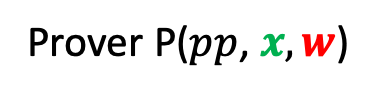 Prover P(pp, x, w)